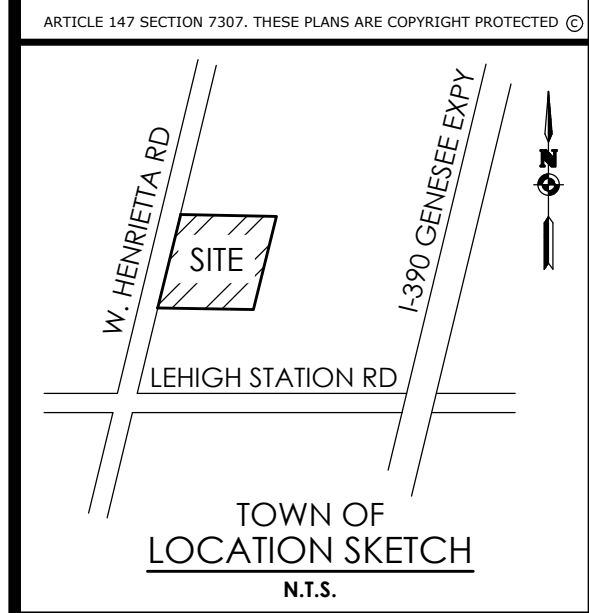 ARTICLE 147 SECTION 7307. THESE PLANS ARE COPYRIGHT PROTECTED ©
W. HENRIETTA RD
I-390 GENESEE EXPY
N
SITE
LEHIGH STATION RD
TOWN OF
LOCATION SKETCH
N.T.S.